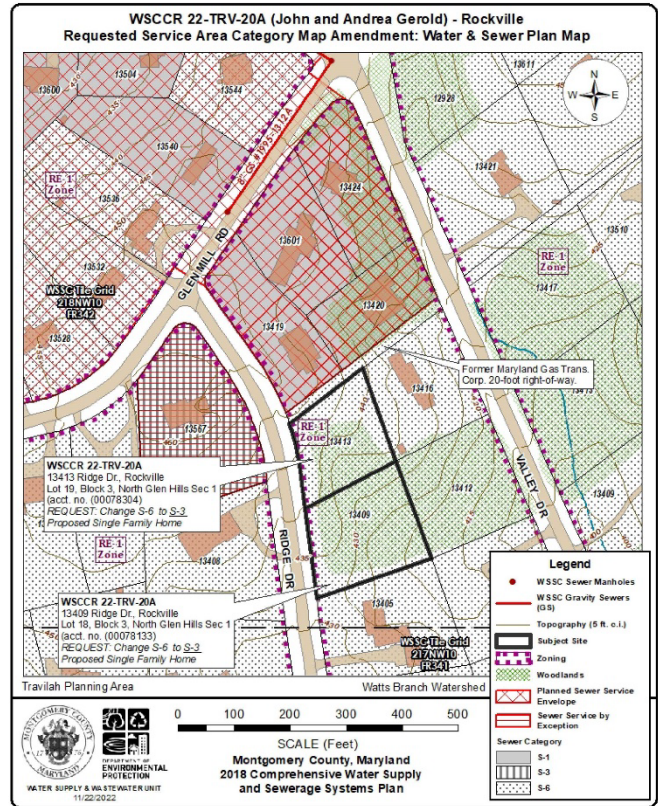 WSCCR 22-TRV-20A (John and Andrea Gerold) - Rockville
Requested Service Area Category Map Amendment: Water & Sewer Plan Map
13504
13600
13544
8" GS #1995-1312A
12928
13611
N
W
E
S
13540
13424
13421
RE-1
Zone
13536
13510
RE-1
Zone
13601
13532
GLEN MILL RD
WSSC Tile Grid
218NW10
FR342
13417
13420
13419
13528
Former Maryland Gas Trans.
Corp. 20-foot right-of-way.
13416
13413
RE-1
Zone
13413
13567
WSCCR 22-TRV-20A
13413 Ridge Dr., Rockville
Lot 19, Block 3, North Glen Hills Sec 1
(acct. no. (00078304)
REQUEST: Change S-6 to S-3
Proposed Single Family Home
13412
13409
VALLEY DR
13409
RE-1
Zone
13408
RIDGE DR
WSCCR 22-TRV-20A
13409 Ridge Dr., Rockville
Lot 18, Block 3, North Glen Hills Sec 1
(acct. no. (00078133)
REQUEST: Change S-6 to S-3
Proposed Single Family Home
13405
WSSC Tile Grid
217NW10
FR341
Travilah Planning Area
Watts Branch Watershed
Legend
WSSC Sewer Manholes
WSSC Gravity Sewers
(GS)
Topography (5 ft. c.i.)
Subject Site
Zoning
Woodlands
Planned Sewer Service
Envelope
Sewer Service by
Exception
Sewer Category
S-1
S-3
S-6
MONTGOMERY COUNTY
MARYLAND
DEPARTMENT OF
ENVIRONMENTAL
PROTECTION
WATER SUPPLY & WASTEWATER UNIT
11/22/2022
0 100 200 300 400 500
SCALE (Feet)
Montgomery County, Maryland
2018 Comprehensive Water Supply
and Sewerage Systems Plan